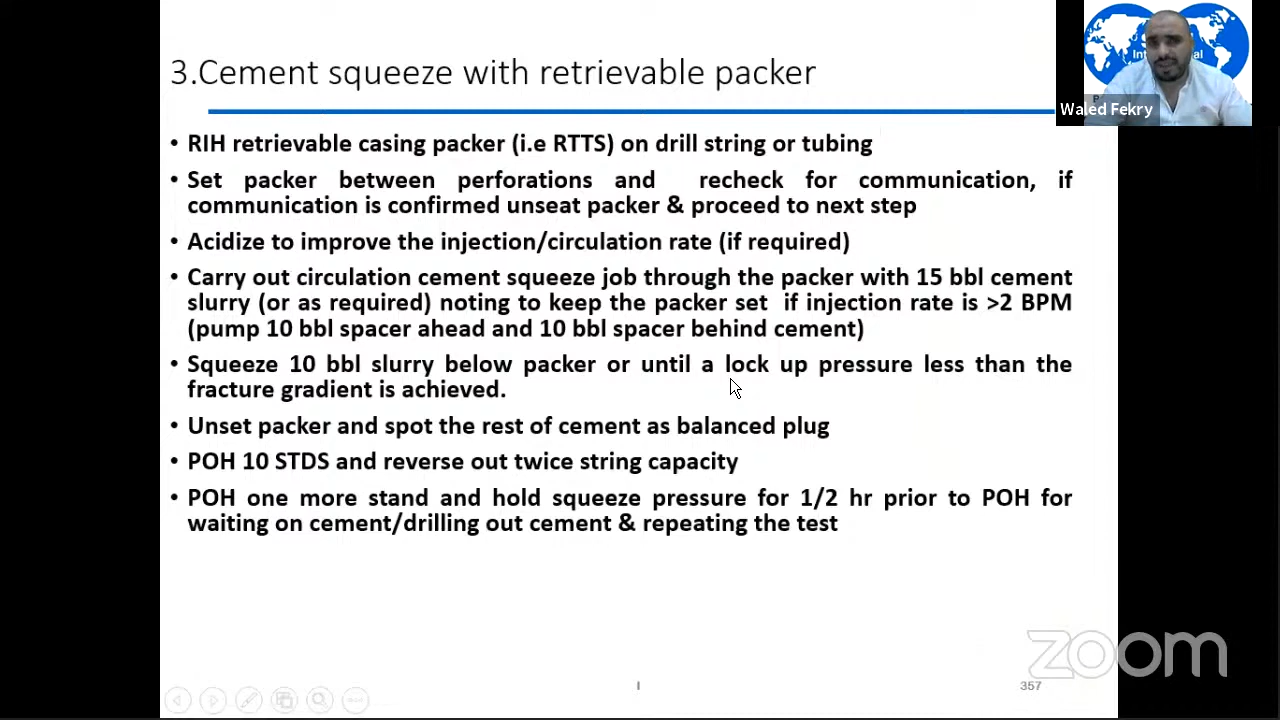 3.Cement squeeze with retrievable packer
Waled Fekry
• RIH retrievable casing packer (i.e RTTS) on drill string or tubing
• Set packer between perforations and recheck for communication, if
communication is confirmed unseat packer & proceed to next step
• Acidize to improve the injection/circulation rate (if required)
• Carry out circulation cement squeeze job through the packer with 15 bbl cement
slurry (or as required) noting to keep the packer set if injection rate is >2 BPM
(pump 10 bbl spacer ahead and 10 bbl spacer behind cement)
• Squeeze 10 bbl slurry below packer or until a lock up pressure less than the
fracture gradient is achieved.
• Unset packer and spot the rest of cement as balanced plug
• POH 10 STDS and reverse out twice string capacity
• POH one more stand and hold squeeze pressure for 1/2 hr prior to POH for
waiting on cement/drilling out cement & repeating the test
zoom
I
357